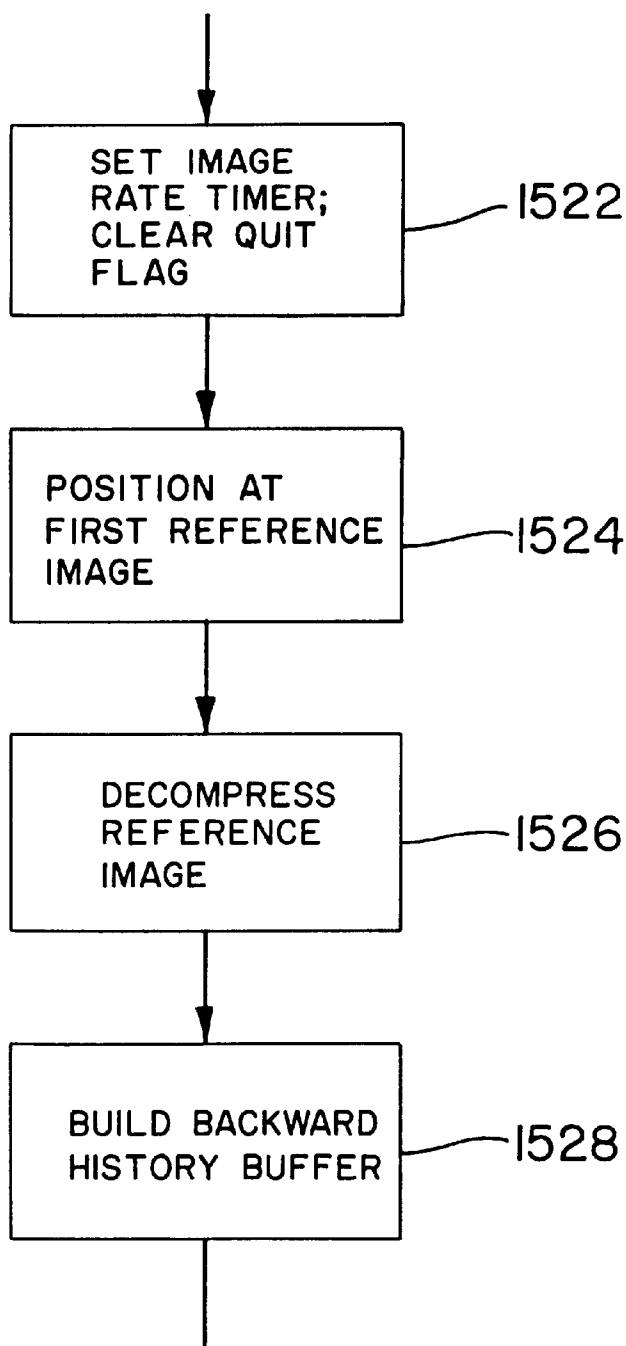 SET IMAGE
RATE TIMER;
CLEAR QUIT
FLAG
1522
POSITION AT
FIRST REFERENCE
IMAGE
1524
DECOMPRESS
REFERENCE
IMAGE
1526
BUILD BACKWARD
HISTORY BUFFER
1528